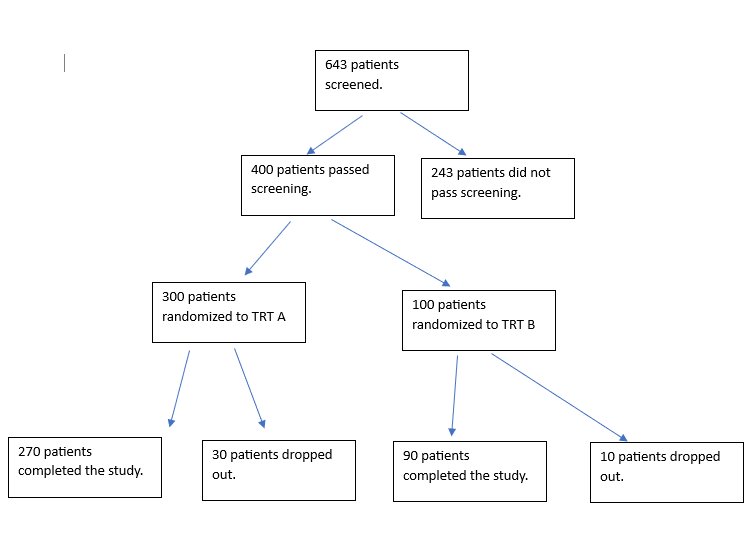 643 patients
screened.
400 patients passed
screening.
243 patients did not
pass screening.
300 patients
randomized to TRT A
100 patients
randomized to TRT B
270 patients
completed the study.
30 patients dropped
out.
90 patients
completed the study.
10 patients dropped
out.